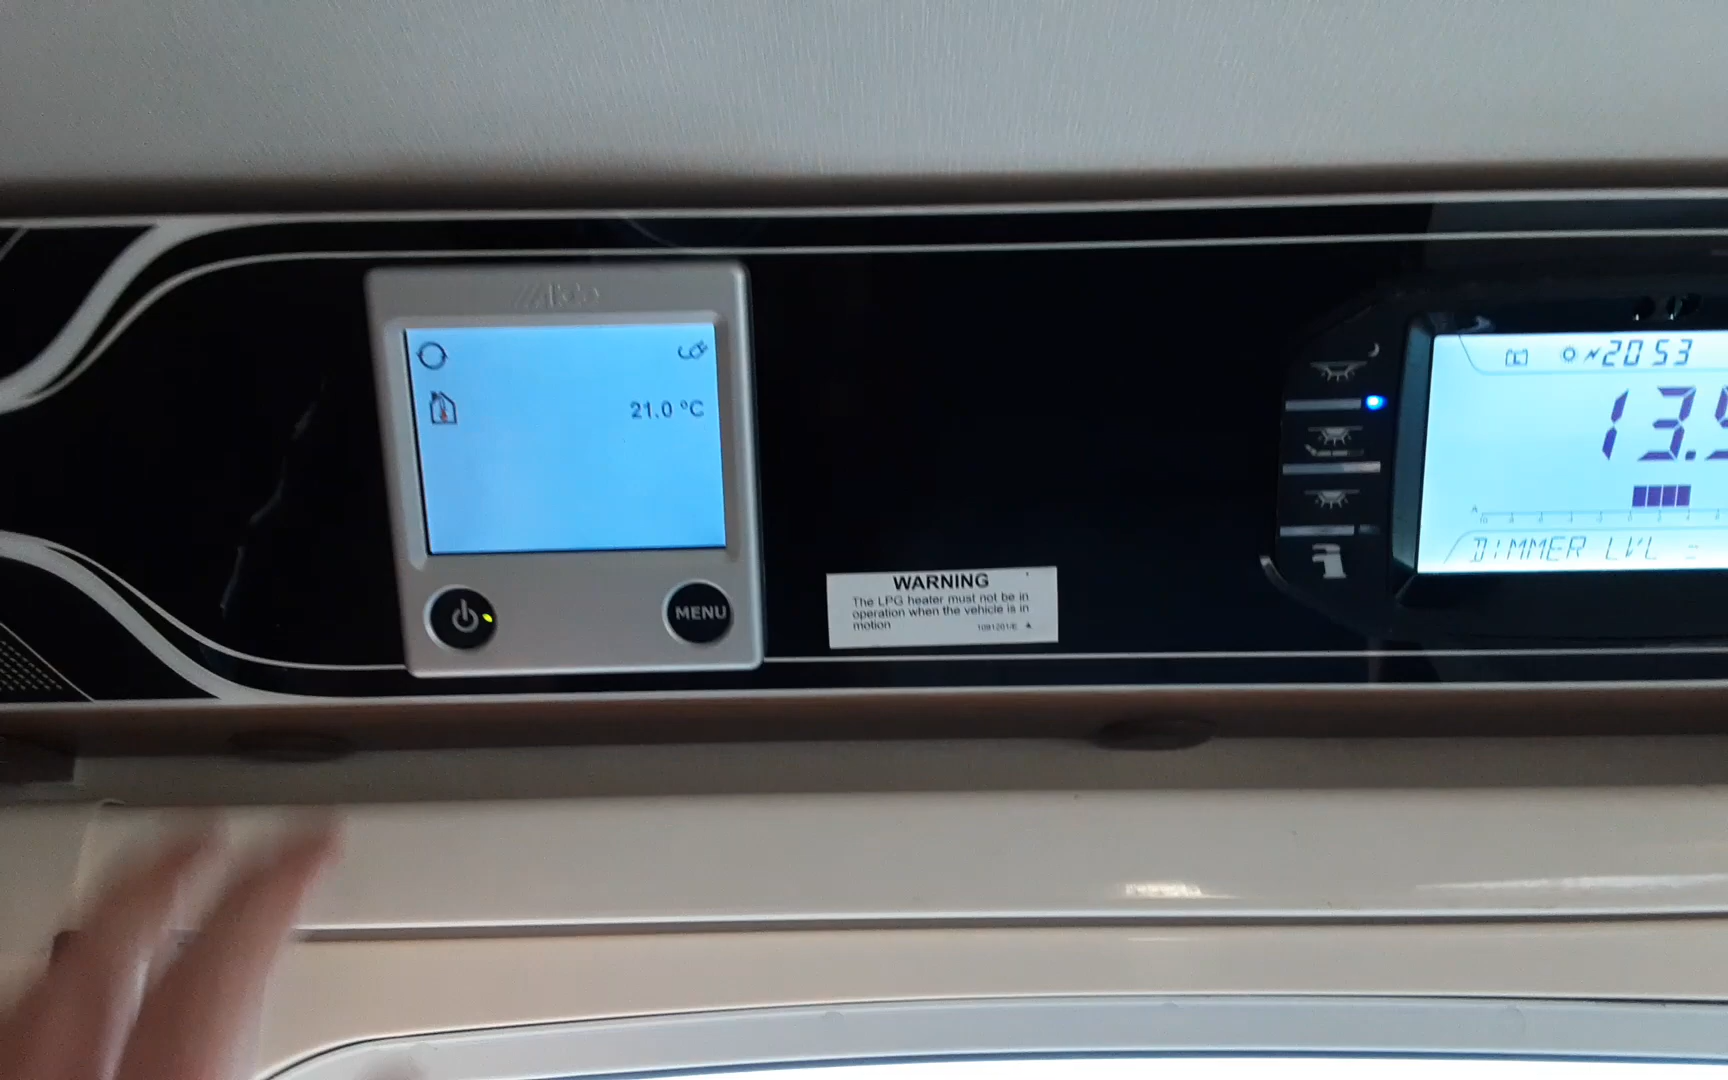 Alde
21.0 °C
MENU
WARNING
The LPG heater must not be in
operation when the vehicle is in
motion
20 53
13.9
DIMMER LVL =